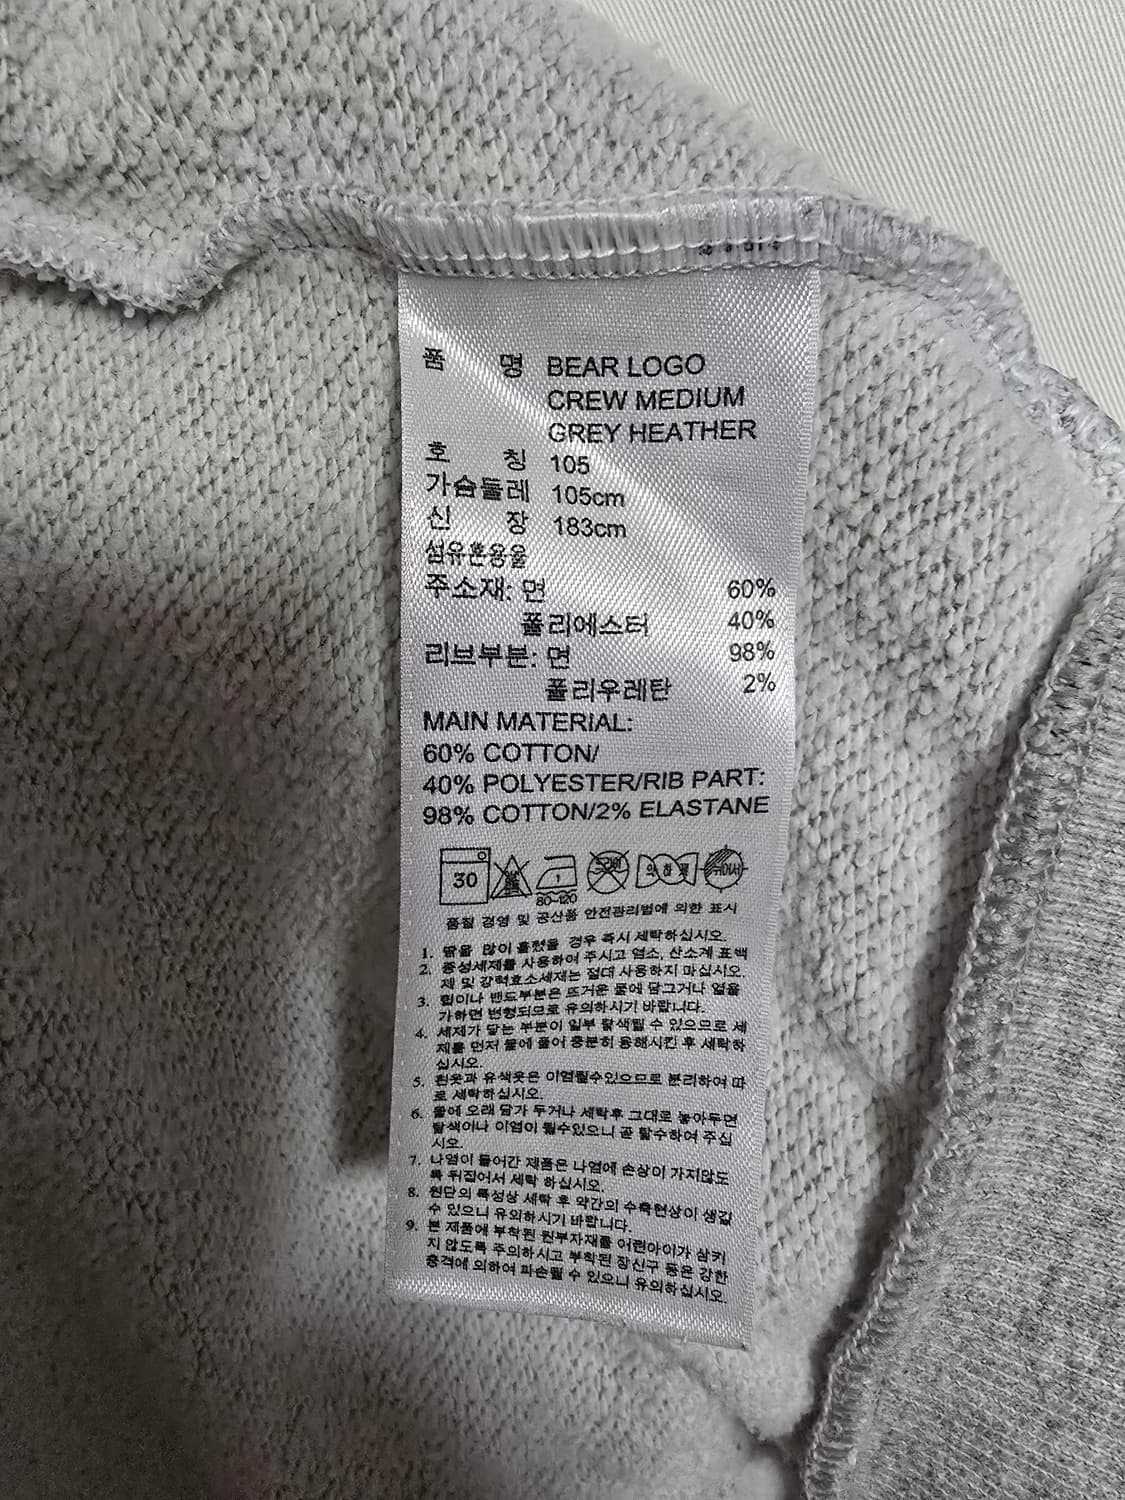 품 명 BEAR LOGO
CREW MEDIUM
GREY HEATHER
호 칭 105
가슴둘레 105cm
신 장 183cm
섬유혼용율
주소재: 면 60%
폴리에스터 40%
리브부분: 면 98%
폴리우레탄 2%
MAIN MATERIAL:
60% COTTON/
40% POLYESTER/RIB PART:
98% COTTON/2% ELASTANE
30
1
80~120
품질 경영 및 공산품 안전관리법에 의한 표시
1. 땀을 많이 흘렸을 경우 즉시 세탁하십시오.
2. 중성세제를 사용하여 주시고 염소, 산소계 표백
제 및 강력효소세제는 절대 사용하지 마십시오.
3. 립이나 밴드부분은 뜨거운 물에 담그거나 열을
가하면 변형되므로 유의하시기 바랍니다.
4. 세제가 닿는 부분이 일부 탈색될 수 있으므로 세
제를 먼저 물에 풀어 충분히 용해시킨 후 세탁하
십시오.
5. 흰옷과 유색옷은 이염될수있으므로 분리하여 따
로 세탁하십시오.
6. 물에 오래 담가 두거나 세탁후 그대로 놓아두면
탈색이나 이염이 될수있으니 꼭 탈수하여 주십
시오.
7. 나염이 들어간 제품은 나염에 손상이 가지않도
록 뒤집어서 세탁 하십시오.
8. 원단의 특성상 세탁 후 약간의 수축현상이 생길
수 있으니 유의하시기 바랍니다.
9. 본 제품에 부착된 원부자재를 어린아이가 삼키
지 않도록 주의하시고 부착된 장신구 등은 강한
충격에 의하여 파손될 수 있으니 유의하십시오.